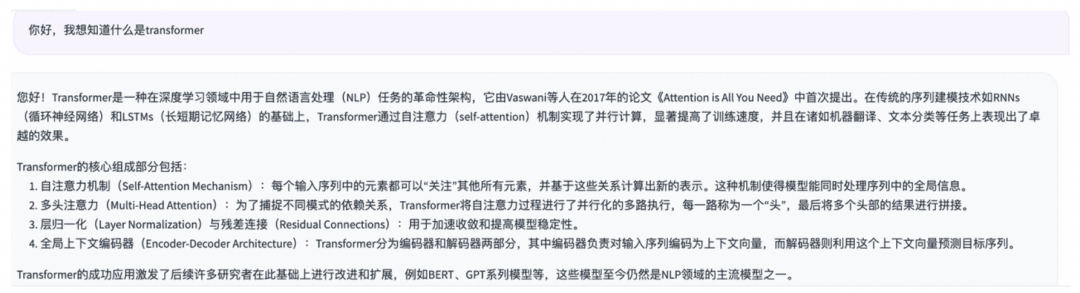 你好，我想知道什么是transformer
您好！Transformer是一种在深度学习领域中用于自然语言处理（NLP）任务的革命性架构，它由Vaswani等人在2017年的论文《Attention is All You Need》中首次提出。在传统的序列建模技术如RNNs
（循环神经网络）和LSTMs（长短期记忆网络）的基础上，Transformer通过自注意力（self-attention）机制实现了并行计算，显著提高了训练速度，并且在诸如机器翻译、文本分类等任务上表现出了卓
越的效果。
Transformer的核心组成部分包括：
1. 自注意力机制（Self-Attention Mechanism）：每个输入序列中的元素都可以“关注”其他所有元素，并基于这些关系计算出新的表示。这种机制使得模型能同时处理序列中的全局信息。
2. 多头注意力（Multi-Head Attention）：为了捕捉不同模式的依赖关系，Transformer将自注意力过程进行了并行化的多路执行，每一路称为一个“头”，最后将多个头部的结果进行拼接。
3. 层归一化（Layer Normalization）与残差连接（Residual Connections）：用于加速收敛和提高模型稳定性。
4. 全局上下文编码器（Encoder-Decoder Architecture）：Transformer分为编码器和解码器两部分，其中编码器负责对输入序列编码为上下文向量，而解码器则利用这个上下文向量预测目标序列。
Transformer的成功应用激发了后续许多研究者在此基础上进行改进和扩展，例如BERT、GPT系列模型等，这些模型至今仍然是NLP领域的主流模型之一。